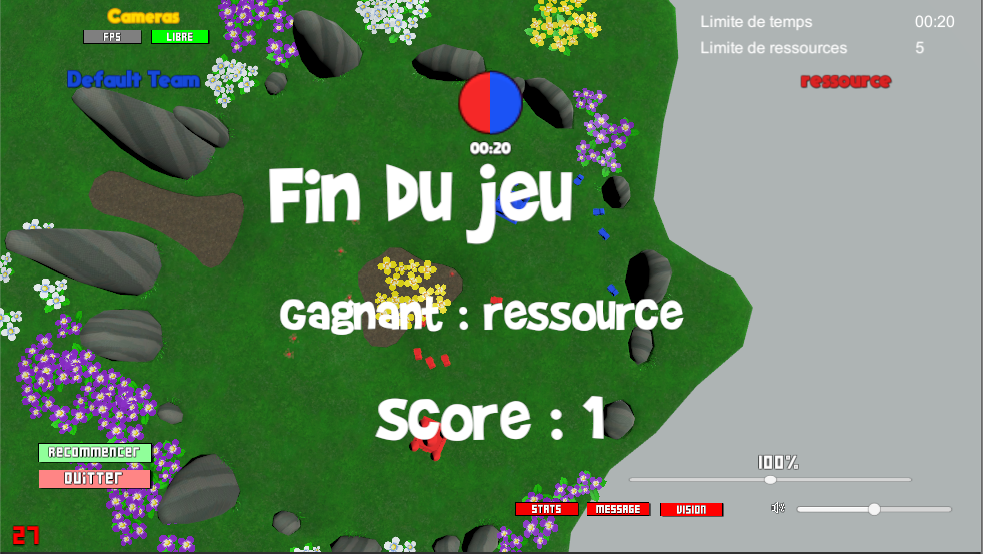 Cameras
FPS LIBRE
Limite de temps 00:20
Limite de ressources 5
Default Team
ressource
00:20
Fin Du jeu
Gagnant : ressource
Score : 1
Recommencer
Quitter
100%
STATS MESSAGE VISION
27